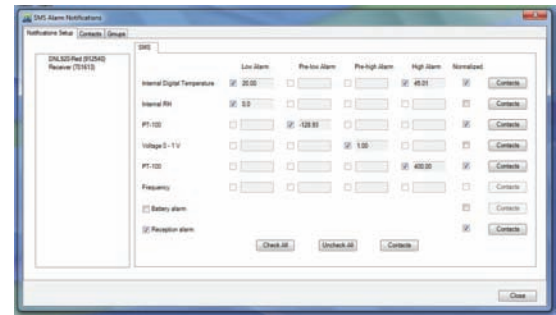 SMS Alarm Notifications
Notifications Setup Contacts Groups
DNL920-Red (912540)
Receiver (701613)
SMS
Low Alarm Pre-low Alarm Pre-high Alarm High Alarm Normalized
Internal Digital Temperature 20.00 45.01 Contacts
Internal RH 0.0 Contacts
PT-100 -128.93 Contacts
Voltage 0 - 1 V 1.00 Contacts
PT-100 400.00 Contacts
Frequency Contacts
Battery alarm Contacts
Reception alarm Contacts
Check All Uncheck All Contacts
Close